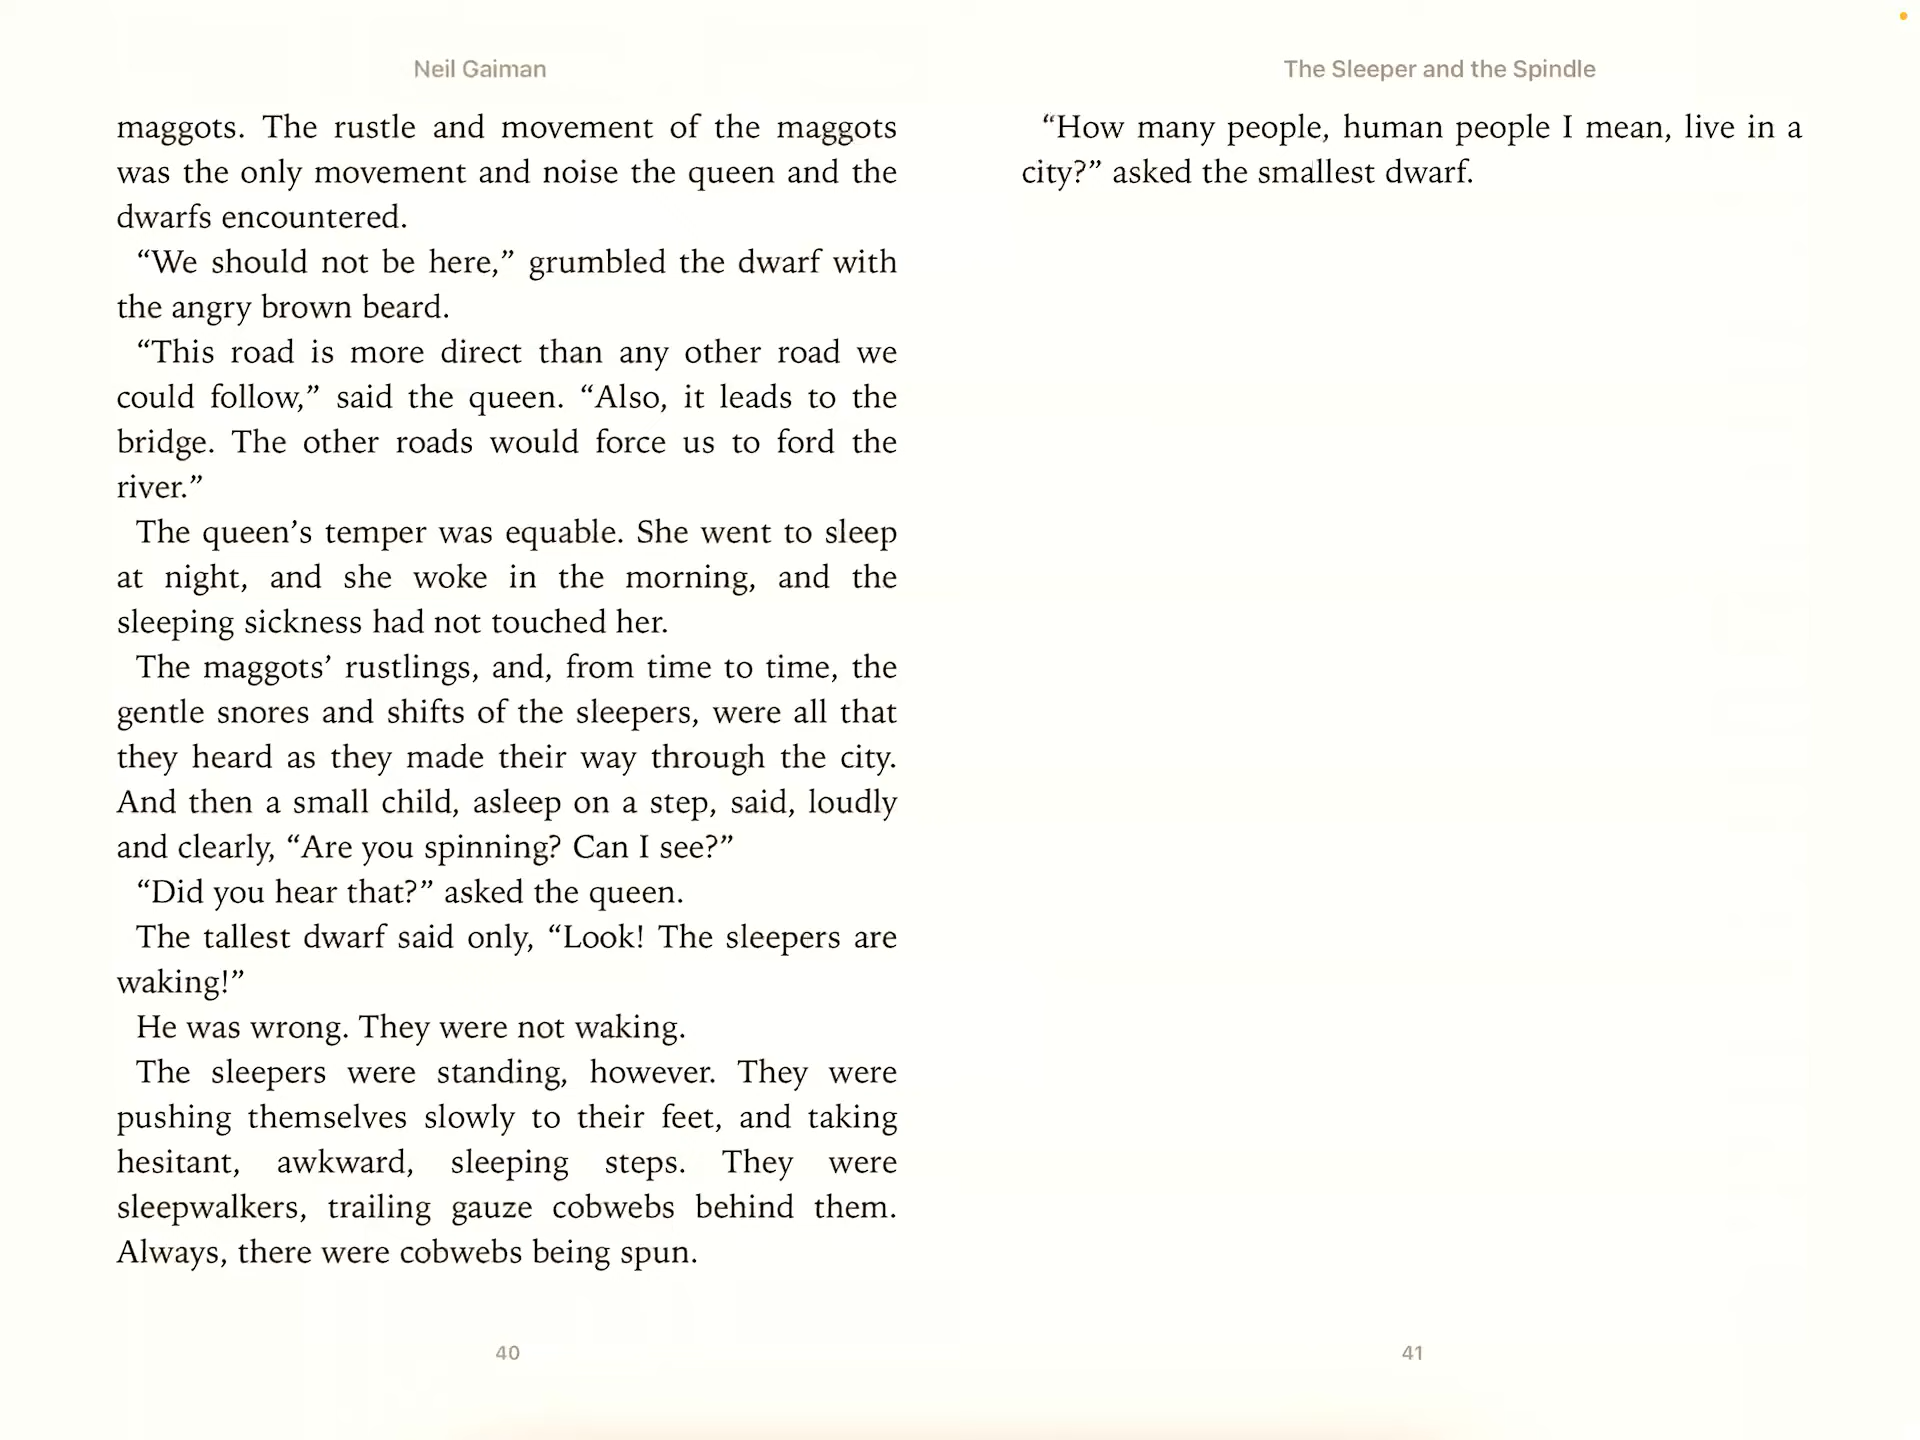 Neil Gaiman
maggots. The rustle and movement of the maggots
was the only movement and noise the queen and the
dwarfs encountered.
“We should not be here,” grumbled the dwarf with
the angry brown beard.
“This road is more direct than any other road we
could follow,” said the queen. “Also, it leads to the
bridge. The other roads would force us to ford the
river.”
The queen’s temper was equable. She went to sleep
at night, and she woke in the morning, and the
sleeping sickness had not touched her.
The maggots’ rustlings, and, from time to time, the
gentle snores and shifts of the sleepers, were all that
they heard as they made their way through the city.
And then a small child, asleep on a step, said, loudly
and clearly, “Are you spinning? Can I see?”
“Did you hear that?” asked the queen.
The tallest dwarf said only, “Look! The sleepers are
waking!”
He was wrong. They were not waking.
The sleepers were standing, however. They were
pushing themselves slowly to their feet, and taking
hesitant, awkward, sleeping steps. They were
sleepwalkers, trailing gauze cobwebs behind them.
Always, there were cobwebs being spun.
40
The Sleeper and the Spindle
“How many people, human people I mean, live in a
city?” asked the smallest dwarf.
41